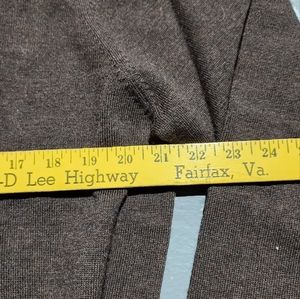 17 18 19 20 21 22 23 24
-D Lee Highway Fairfax, Va.